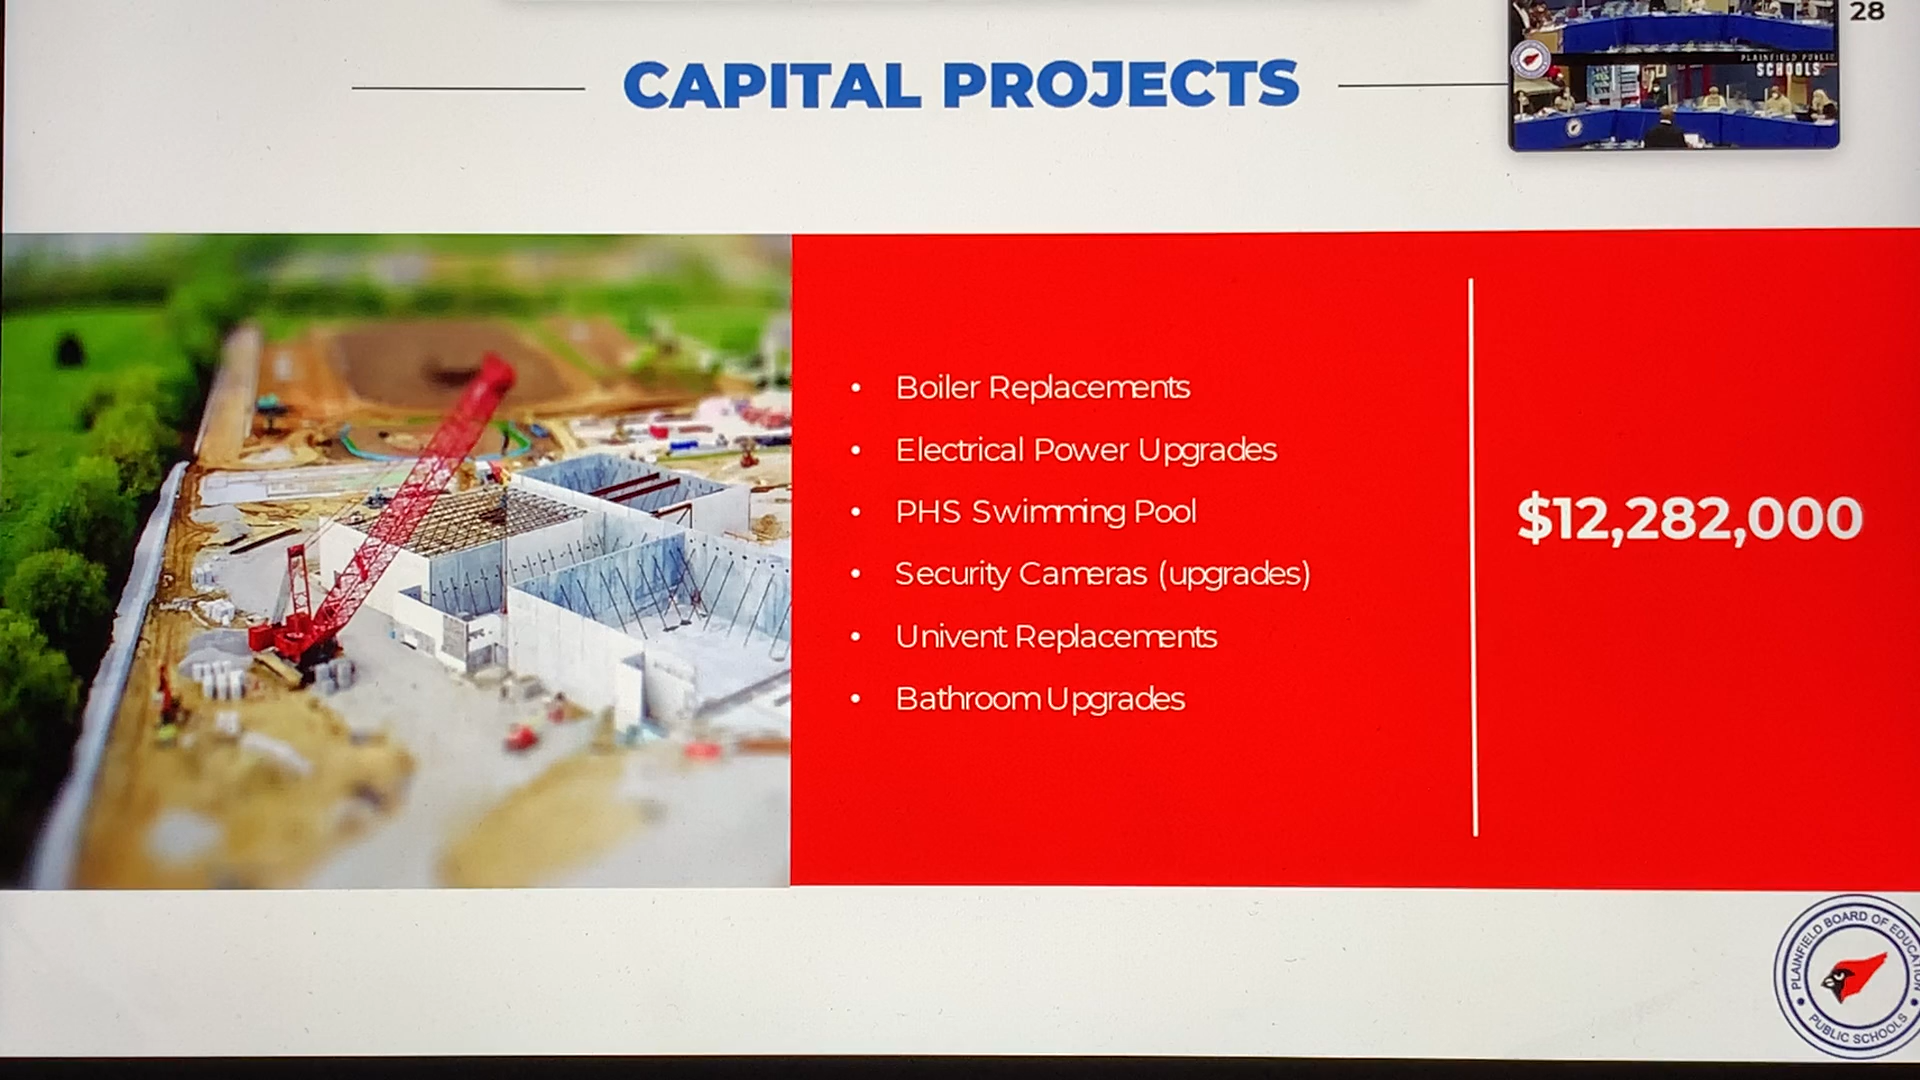 28
PLAINFIELD PUBLIC
SCHOOLS
CAPITAL PROJECTS
• Boiler Replacements
• Electrical Power Upgrades
• PHS Swimming Pool
• Security Cameras (upgrades)
• Univent Replacements
• Bathroom Upgrades
$12,282,000
PLAINFIELD BOARD OF EDUCATION
PUBLIC SCHOOLS